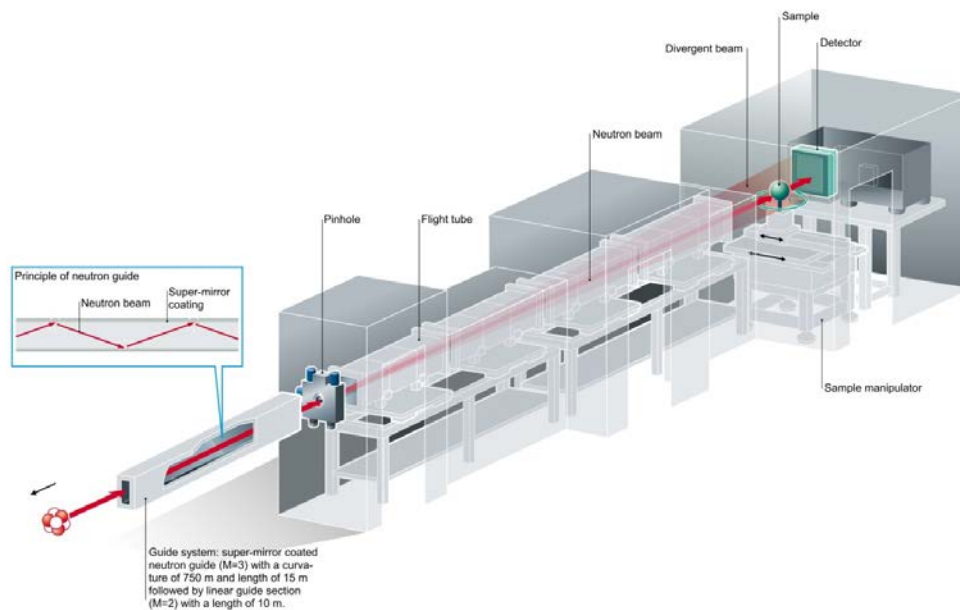 Sample
Divergent beam
Detector
Neutron beam
Pinhole
Flight tube
Principle of neutron guide
Neutron beam
Super-mirror
coating
Sample manipulator
Guide system: super-mirror coated
neutron guide (M=3) with a curva-
ture of 750 m and length of 15 m
followed by linear guide section
(M=2) with a length of 10 m.